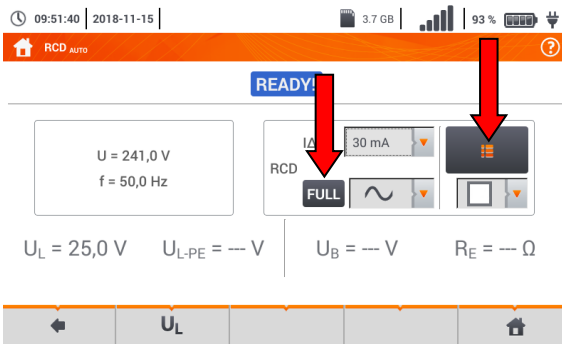 09:51:40 2018-11-15 3.7 GB 93 %
RCD AUTO ?
READY!
U = 241,0 V
f = 50,0 Hz
IΔ 30 mA
RCD
FULL
UL = 25,0 V UL-PE = --- V UB = --- V RE = --- Ω
UL